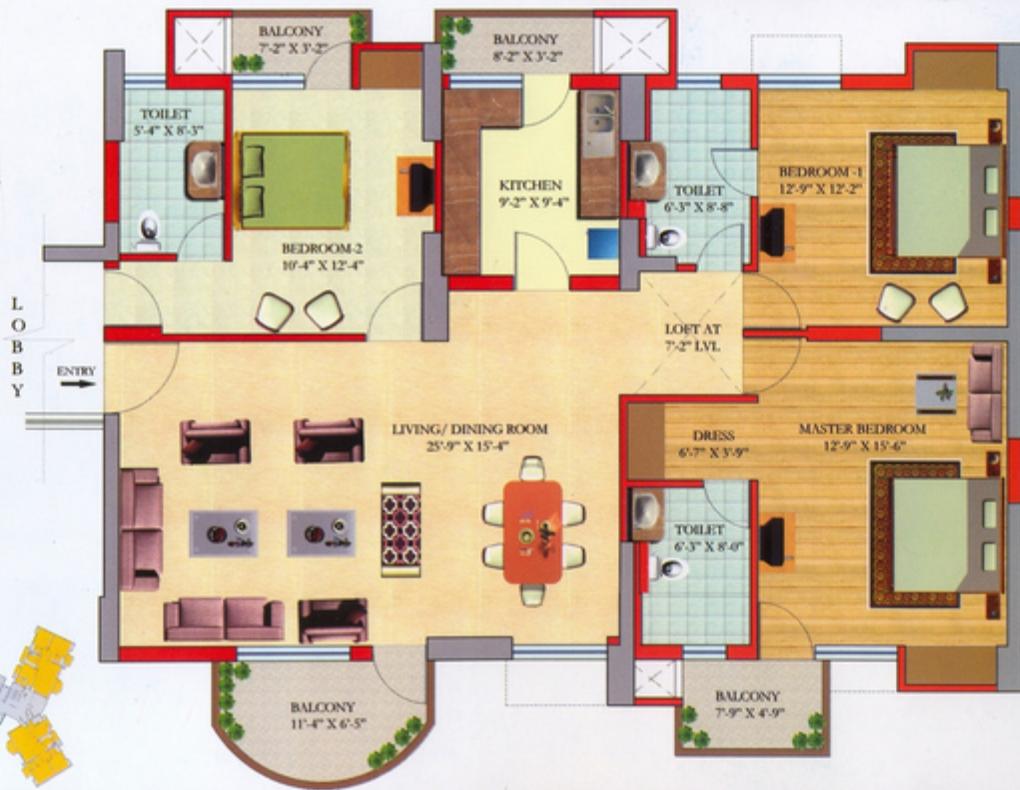 BALCONY
7'-2" X 3'-2"
BALCONY
8'-2" X 3'-2"
TOILET
5'-4" X 8'-3"
KITCHEN
9'-2" X 9'-4"
TOILET
6'-3" X 8'-8"
BEDROOM -1
12'-9" X 12'-2"
BEDROOM-2
10'-4" X 12'-4"
LOBBY
ENTRY
LOFT AT
7'-2" LVL
LIVING/ DINING ROOM
25'-9" X 15'-4"
DRESS
6'-7" X 3'-9"
MASTER BEDROOM
12'-9" X 15'-6"
TOILET
6'-3" X 8'-0"
BALCONY
11'-4" X 6'-5"
BALCONY
7'-9" X 4'-9"